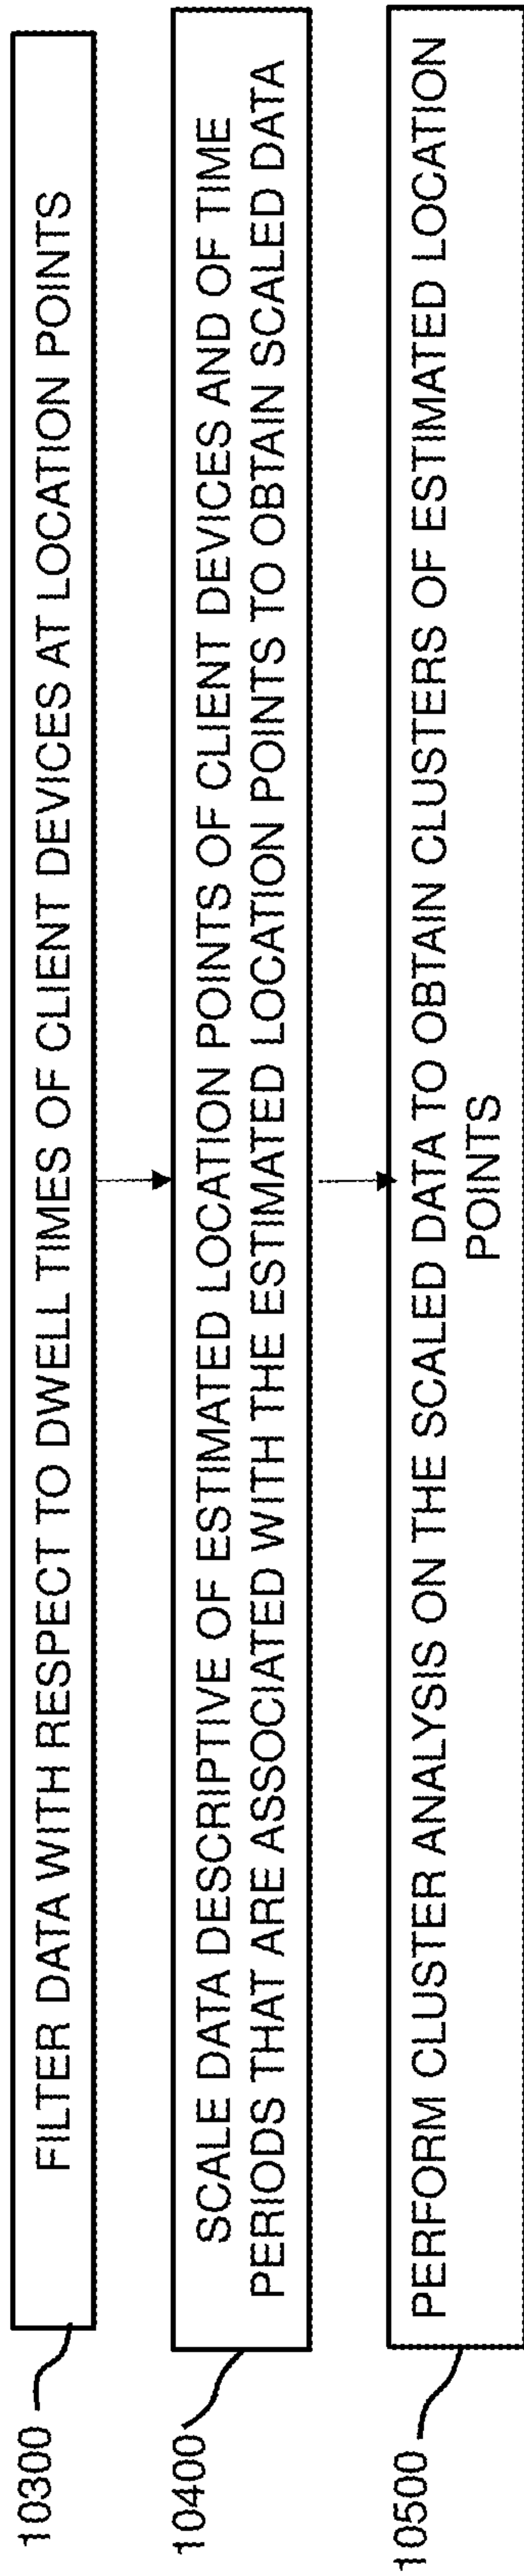 10300
FILTER DATA WITH RESPECT TO DWELL TIMES OF CLIENT DEVICES AT LOCATION POINTS
10400
SCALE DATA DESCRIPTIVE OF ESTIMATED LOCATION POINTS OF CLIENT DEVICES AND OF TIME
PERIODS THAT ARE ASSOCIATED WITH THE ESTIMATED LOCATION POINTS TO OBTAIN SCALED DATA
10500
PERFORM CLUSTER ANALYSIS ON THE SCALED DATA TO OBTAIN CLUSTERS OF ESTIMATED LOCATION
POINTS